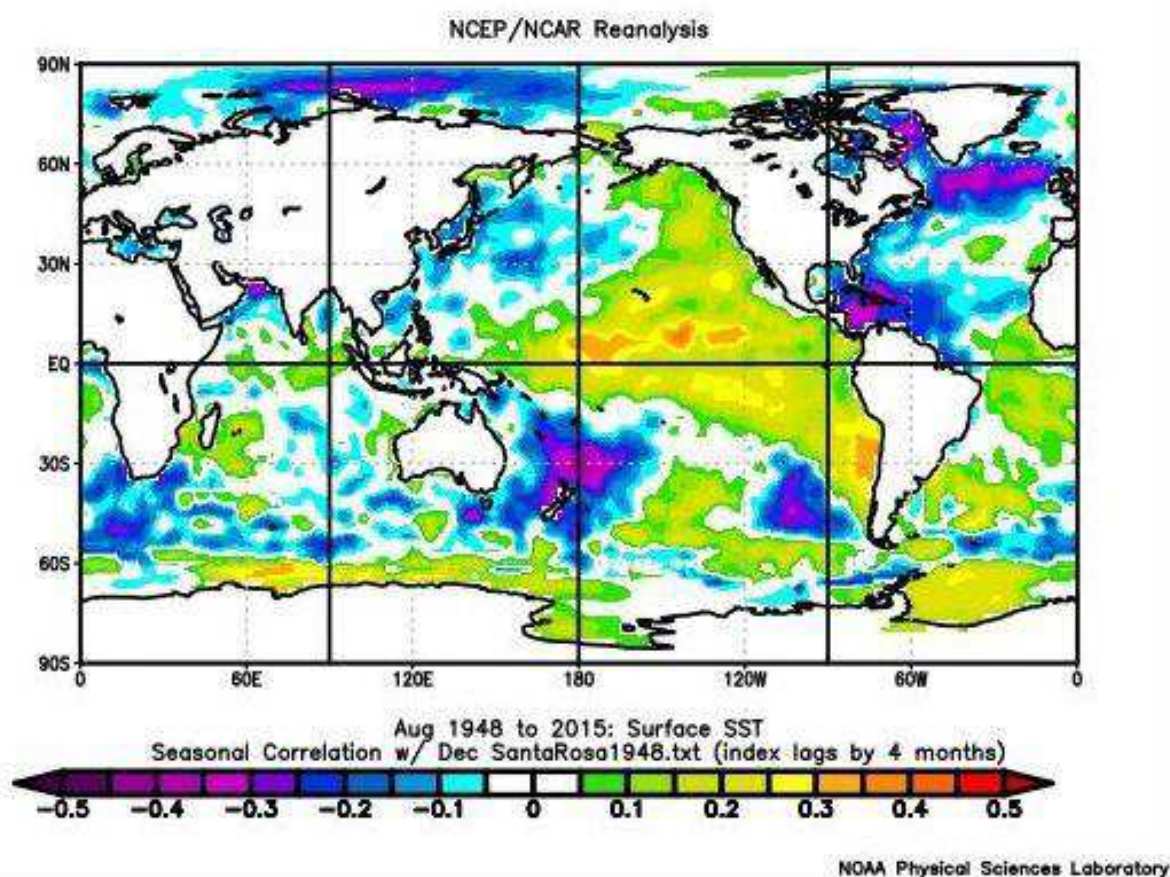 NCEP/NCAR Reanalysis
90N
60N
30N
EQ
30S
60S
90S
0 60E 120E 180 120W 60W 0
Aug 1948 to 2015: Surface SST
Seasonal Correlation w/ Dec SantaRosa1948.txt (index lags by 4 months)
-0.5 -0.4 -0.3 -0.2 -0.1 0 0.1 0.2 0.3 0.4 0.5
NOAA Physical Sciences Laboratory